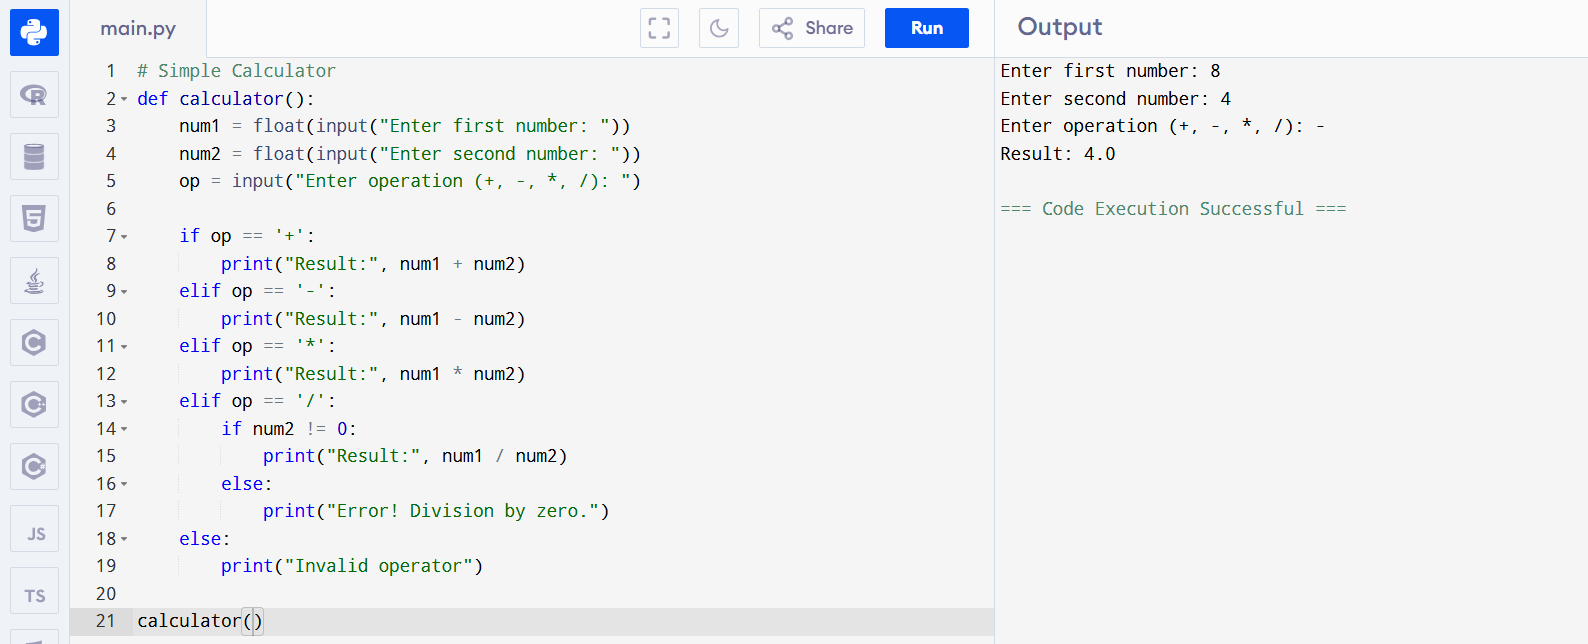 main.py
Share
Run
Output
1 # Simple Calculator
2 def calculator():
3     num1 = float(input("Enter first number: "))
4     num2 = float(input("Enter second number: "))
5     op = input("Enter operation (+, -, *, /): ")
6
7     if op == '+':
8         print("Result:", num1 + num2)
9     elif op == '-':
10         print("Result:", num1 - num2)
11     elif op == '*':
12         print("Result:", num1 * num2)
13     elif op == '/':
14         if num2 != 0:
15             print("Result:", num1 / num2)
16         else:
17             print("Error! Division by zero.")
18     else:
19         print("Invalid operator")
20
21 calculator()
Enter first number: 8
Enter second number: 4
Enter operation (+, -, *, /): -
Result: 4.0
=== Code Execution Successful ===
R
5
C
C+
C#
JS
TS